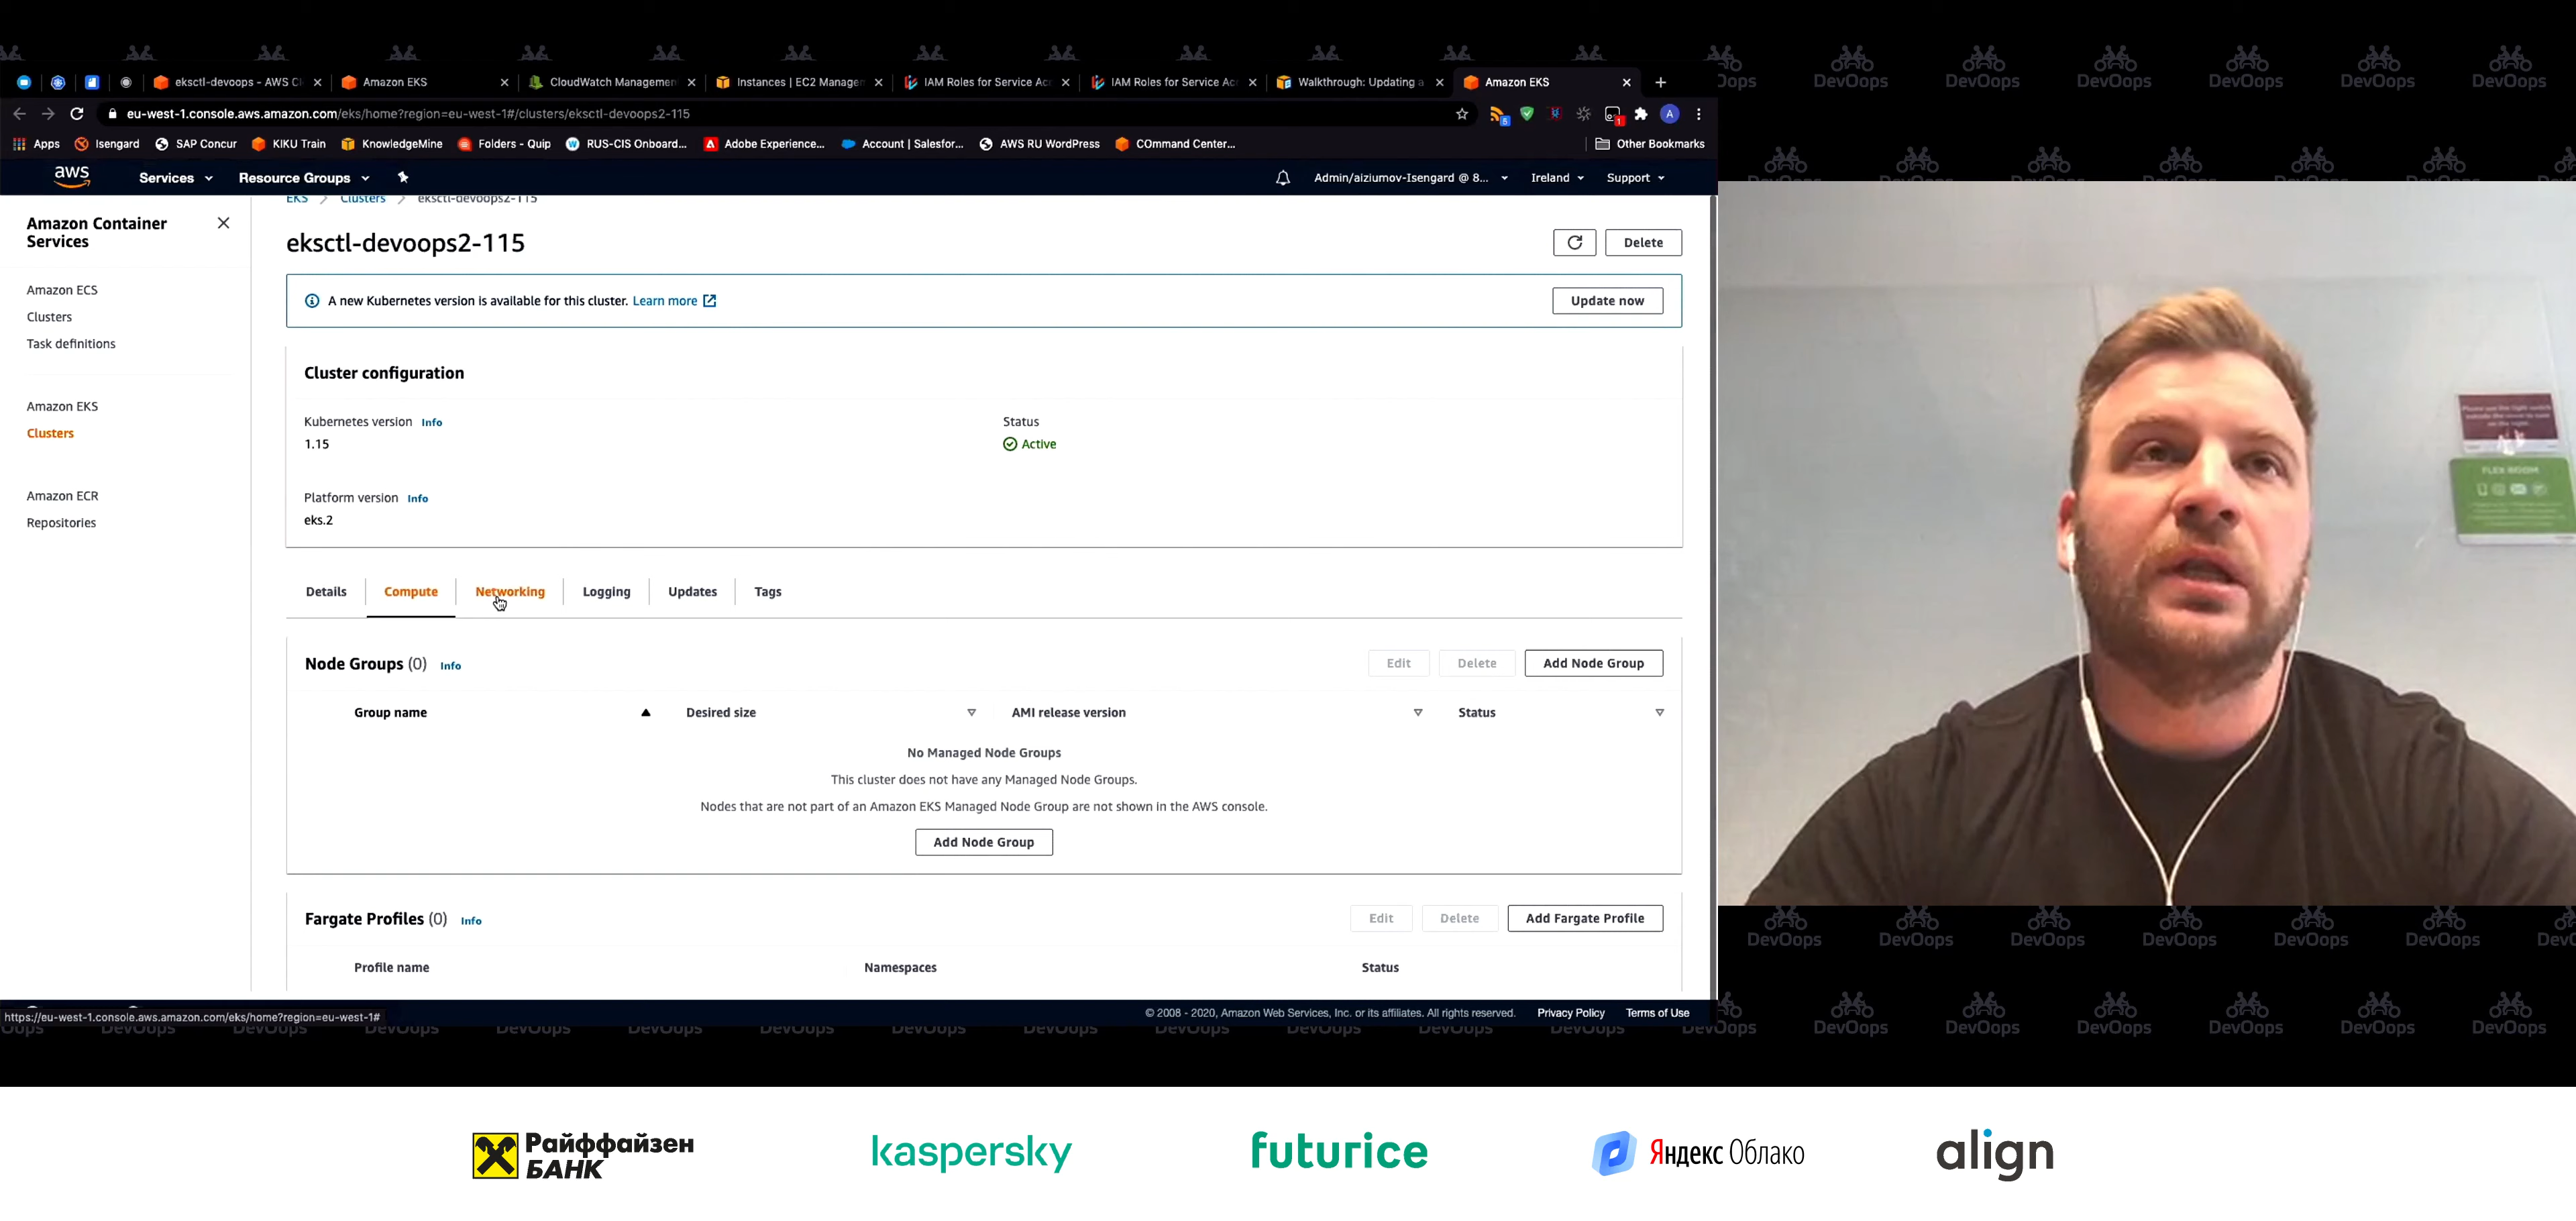 eksctl-devoops - AWS Cl
Amazon EKS
CloudWatch Managemen
Instances | EC2 Managem
IAM Roles for Service Acc
IAM Roles for Service Acc
Walkthrough: Updating a
Amazon EKS
eu-west-1.console.aws.amazon.com/eks/home?region=eu-west-1#/clusters/eksctl-devoops2-115
Apps
Isengard
SAP Concur
KIKU Train
KnowledgeMine
Folders - Quip
RUS-CIS Onboard...
Adobe Experience...
Account | Salesfor...
AWS RU WordPress
COmmand Center...
Other Bookmarks
aws
Services
Resource Groups
Admin/aiziumov-Isengard @ 8...
Ireland
Support
Amazon Container
Services
Amazon ECS
Clusters
Task definitions
Amazon EKS
Clusters
Amazon ECR
Repositories
EKS > Clusters > eksctl-devoops2-115
eksctl-devoops2-115
Delete
A new Kubernetes version is available for this cluster. Learn more
Update now
Cluster configuration
Kubernetes version Info
1.15
Status
Active
Platform version Info
eks.2
Details
Compute
Networking
Logging
Updates
Tags
Node Groups (0) Info
Edit
Delete
Add Node Group
Group name
Desired size
AMI release version
Status
No Managed Node Groups
This cluster does not have any Managed Node Groups.
Nodes that are not part of an Amazon EKS Managed Node Group are not shown in the AWS console.
Add Node Group
Fargate Profiles (0) Info
Edit
Delete
Add Fargate Profile
Profile name
Namespaces
Status
https://eu-west-1.console.aws.amazon.com/eks/home?region=eu-west-1#
© 2008 - 2020, Amazon Web Services, Inc. or its affiliates. All rights reserved.
Privacy Policy
Terms of Use
FLEX ROOM
DevOops
Райффайзен
БАНК
kaspersky
futurice
Яндекс Облако
align